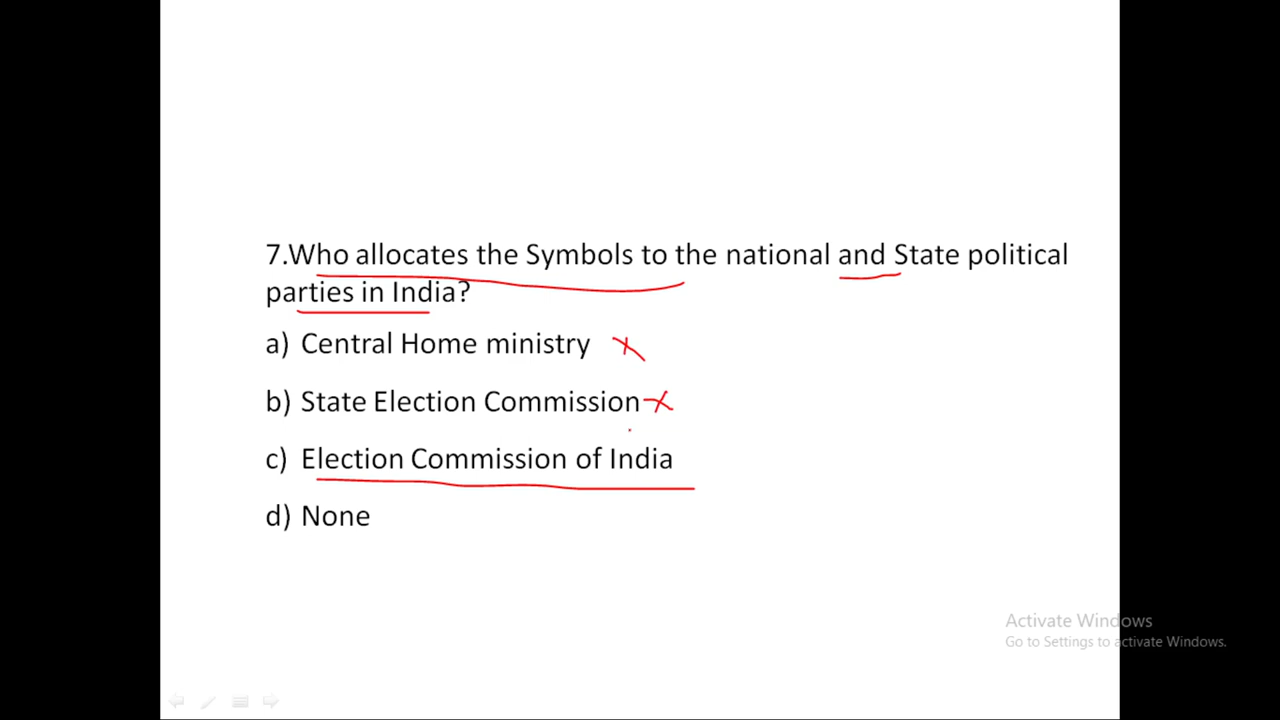 7.Who allocates the Symbols to the national and State political
parties in India?
a) Central Home ministry
b) State Election Commission
c) Election Commission of India
d) None
Activate Windows
Go to Settings to activate Windows.